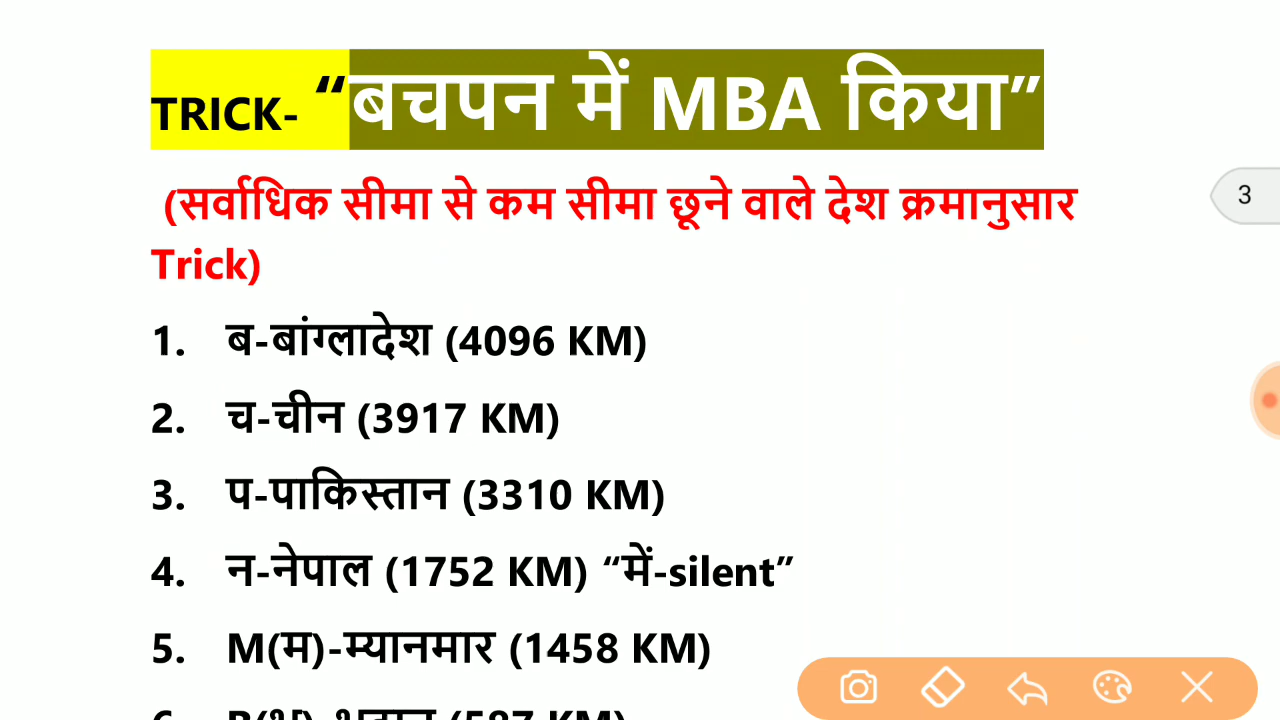 TRICK- “बचपन में MBA किया”
(सर्वाधिक सीमा से कम सीमा छूने वाले देश क्रमानुसार
Trick)
3
1. ब-बांग्लादेश (4096 KM)
2. च-चीन (3917 KM)
3. प-पाकिस्तान (3310 KM)
4. न-नेपाल (1752 KM) “में-silent”
5. M(म)-म्यानमार (1458 KM)